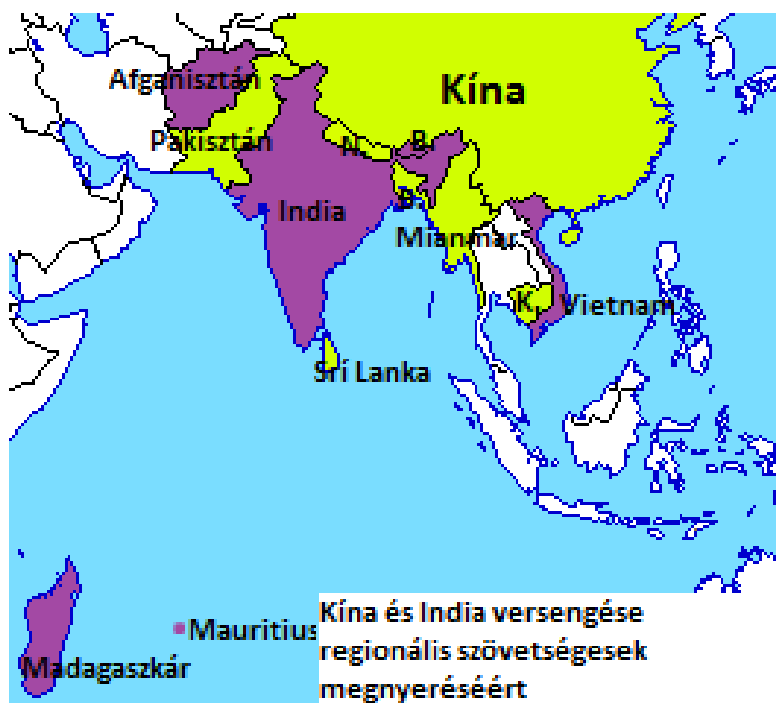 Afganisztán
Kína
Pakisztán
N.
B.
B.
India
Mianmar
K.
Vietnam
Srí Lanka
Mauritius
Madagaszkár
Kína és India versengése
regionális szövetségesek
megnyeréséért